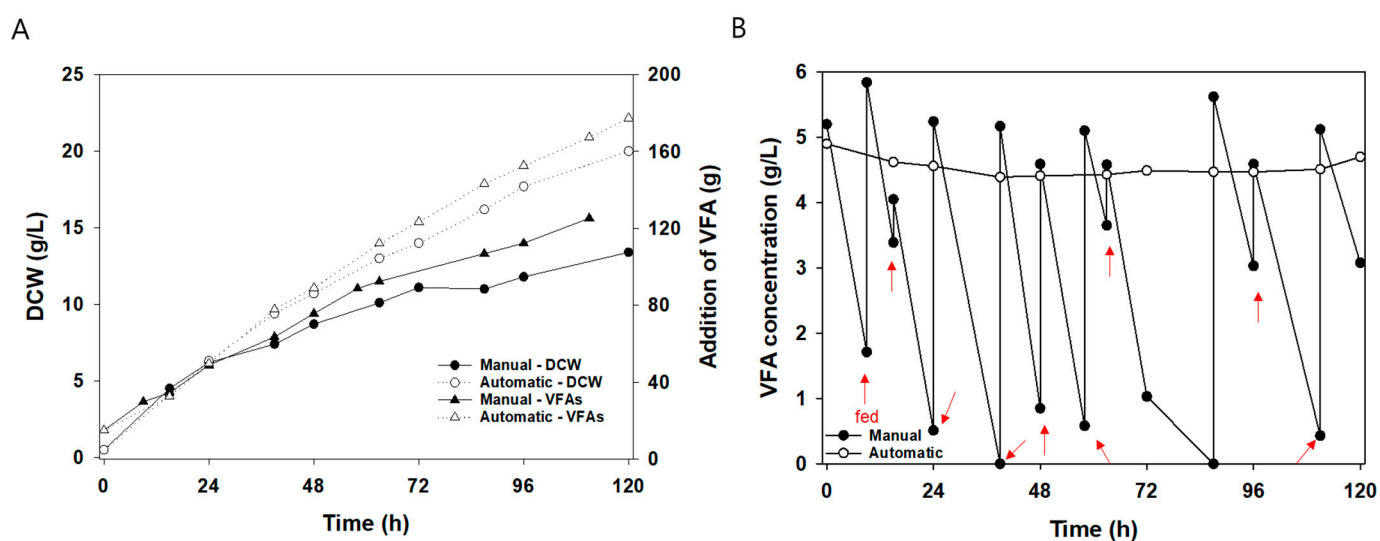 A
DCW (g/L)
25
20
15
10
5
0
200
160
120
80
40
0
Addition of VFA (g)
Manual - DCW
Automatic - DCW
Manual - VFAs
Automatic - VFAs
0 24 48 72 96 120
Time (h)
B
VFA concentration (g/L)
6
5
4
3
2
1
0
fed
Manual
Automatic
0 24 48 72 96 120
Time (h)